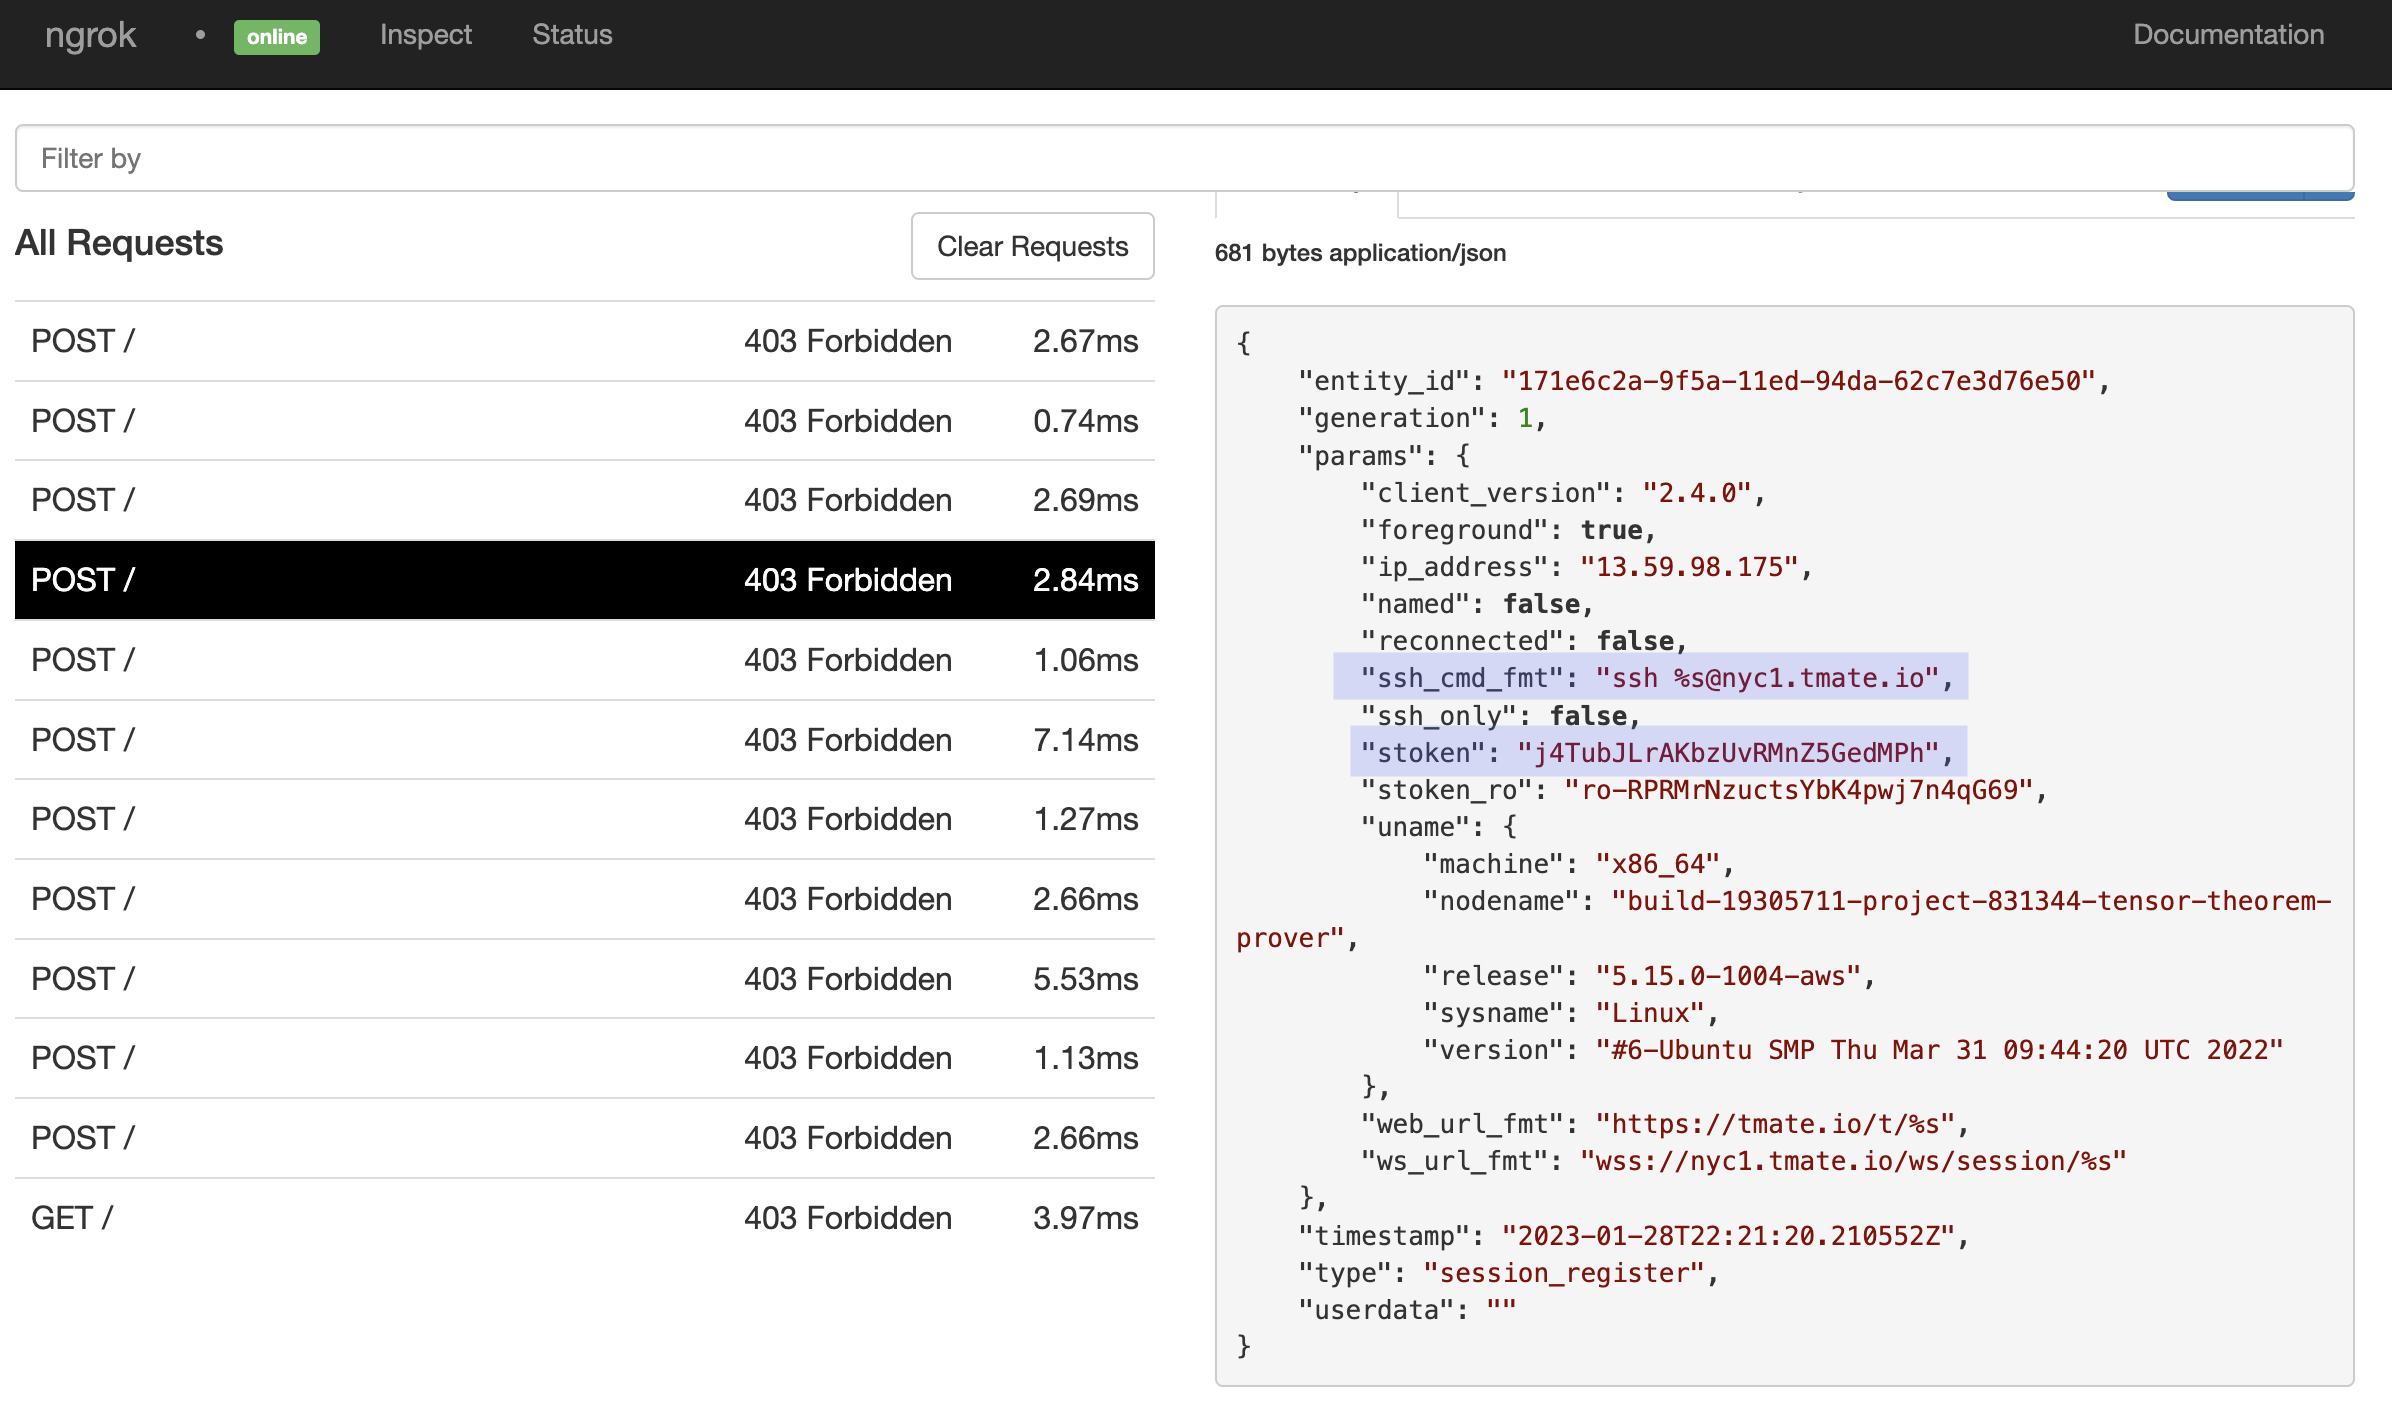 ngrok • online Inspect Status Documentation
Filter by
All Requests
Clear Requests
POST / 403 Forbidden 2.67ms
POST / 403 Forbidden 0.74ms
POST / 403 Forbidden 2.69ms
POST / 403 Forbidden 2.84ms
POST / 403 Forbidden 1.06ms
POST / 403 Forbidden 7.14ms
POST / 403 Forbidden 1.27ms
POST / 403 Forbidden 2.66ms
POST / 403 Forbidden 5.53ms
POST / 403 Forbidden 1.13ms
POST / 403 Forbidden 2.66ms
GET / 403 Forbidden 3.97ms
681 bytes application/json
{
    "entity_id": "171e6c2a-9f5a-11ed-94da-62c7e3d76e50",
    "generation": 1,
    "params": {
        "client_version": "2.4.0",
        "foreground": true,
        "ip_address": "13.59.98.175",
        "named": false,
        "reconnected": false,
        "ssh_cmd_fmt": "ssh %s@nyc1.tmate.io",
        "ssh_only": false,
        "stoken": "j4TubJLrAKbzUvRMnZ5GedMPh",
        "stoken_ro": "ro-RPRMrNzuctsYbK4pwj7n4qG69",
        "uname": {
            "machine": "x86_64",
            "nodename": "build-19305711-project-831344-tensor-theorem-
prover",
            "release": "5.15.0-1004-aws",
            "sysname": "Linux",
            "version": "#6-Ubuntu SMP Thu Mar 31 09:44:20 UTC 2022"
        },
        "web_url_fmt": "https://tmate.io/t/%s",
        "ws_url_fmt": "wss://nyc1.tmate.io/ws/session/%s"
    },
    "timestamp": "2023-01-28T22:21:20.210552Z",
    "type": "session_register",
    "userdata": ""
}